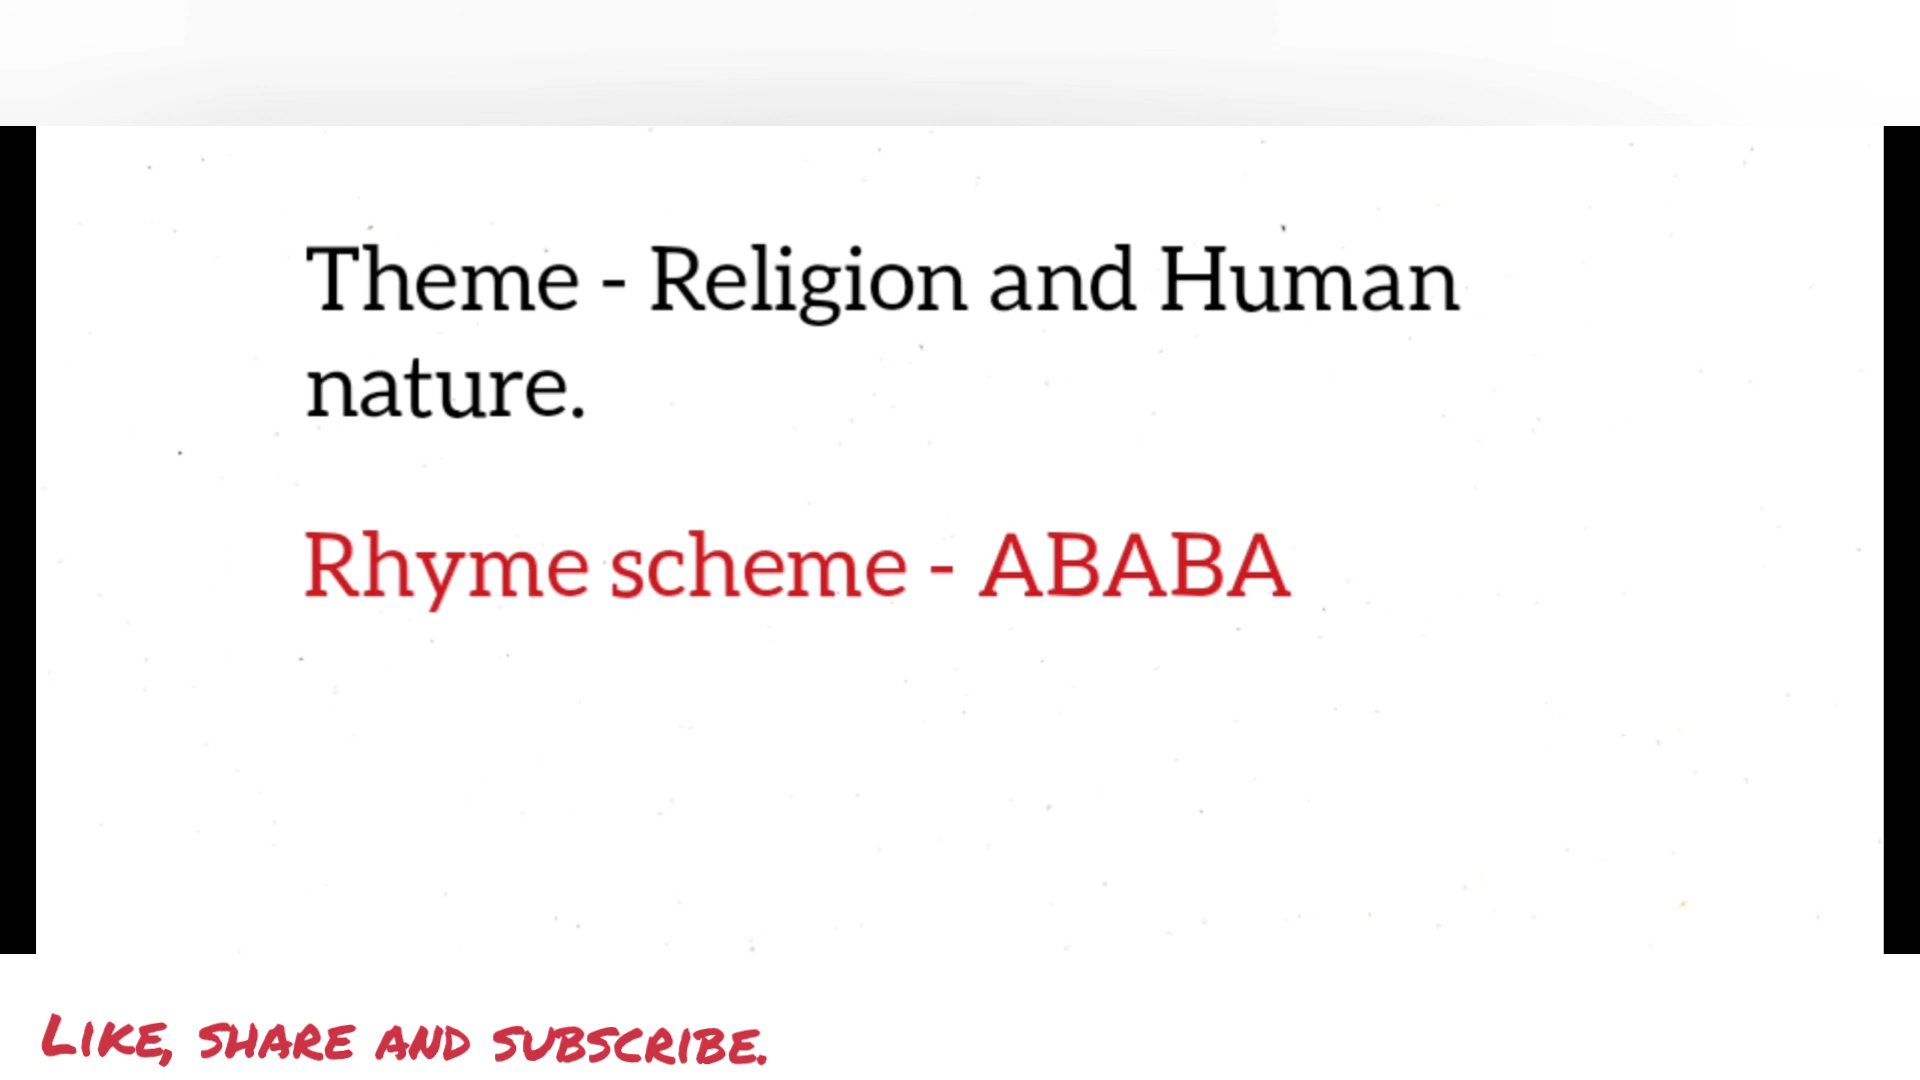 Theme - Religion and Human
nature.
Rhyme scheme - ABABA
LIKE, SHARE AND SUBSCRIBE.